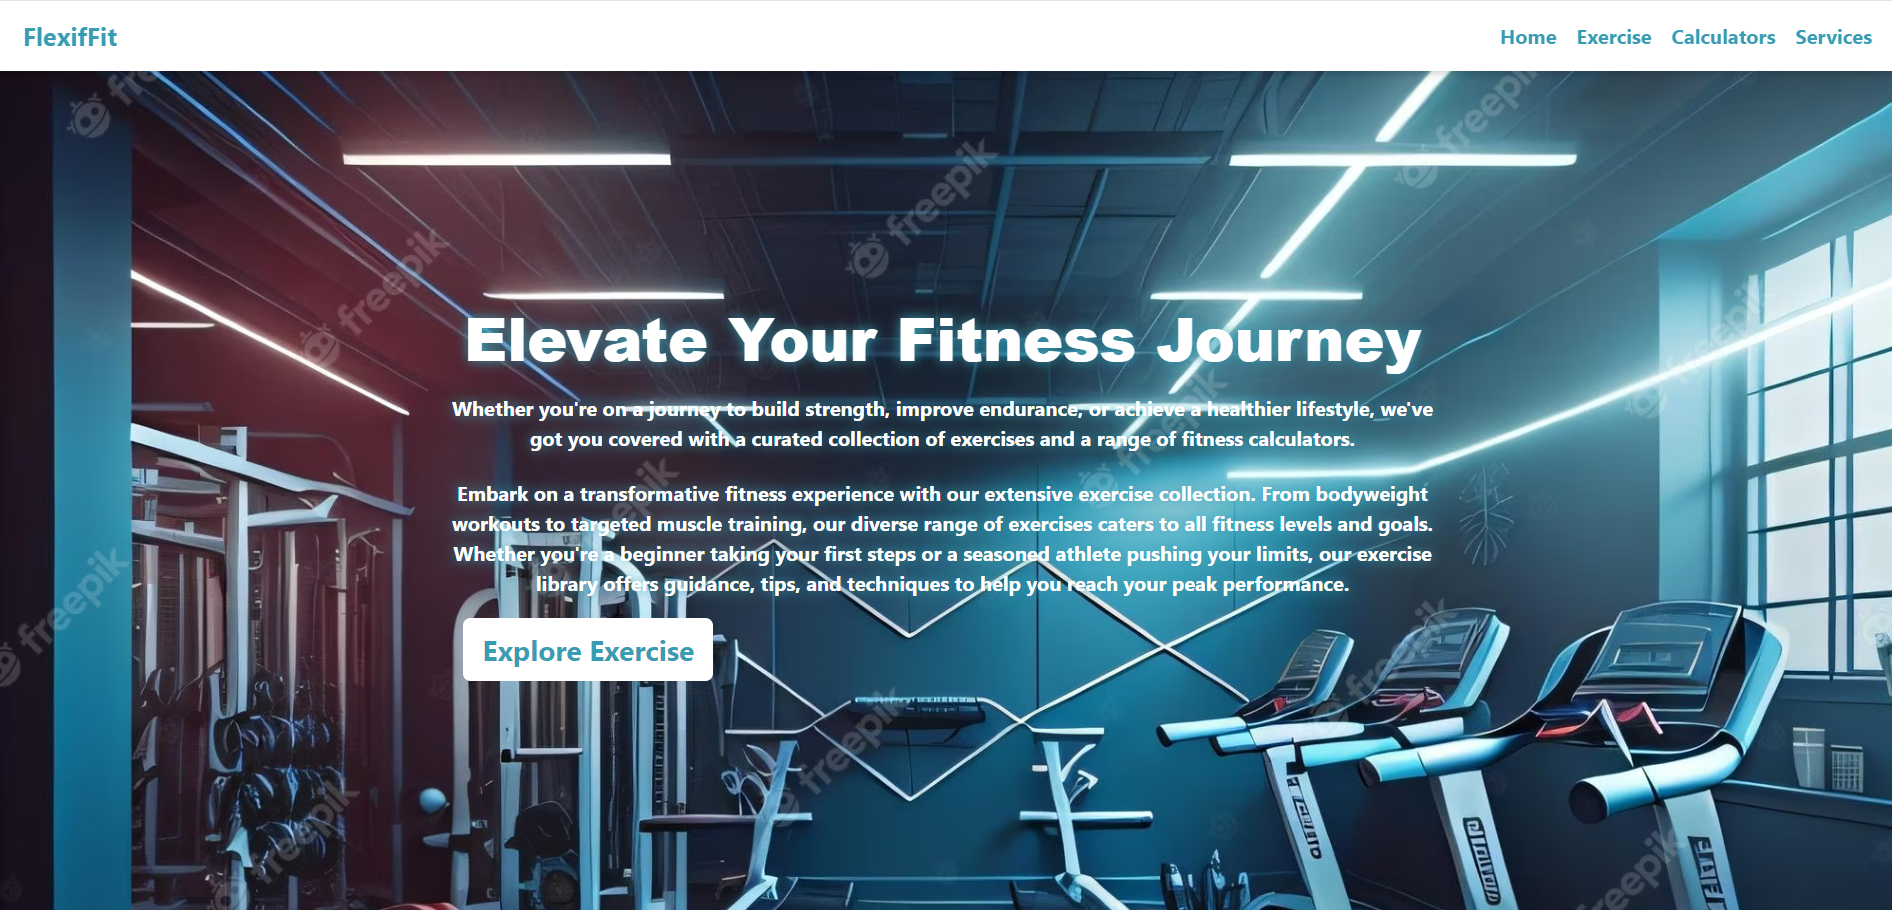 FlexifFit
Home Exercise Calculators Services
Elevate Your Fitness Journey
Whether you're on a journey to build strength, improve endurance, or achieve a healthier lifestyle, we've
got you covered with a curated collection of exercises and a range of fitness calculators.
Embark on a transformative fitness experience with our extensive exercise collection. From bodyweight
workouts to targeted muscle training, our diverse range of exercises caters to all fitness levels and goals.
Whether you're a beginner taking your first steps or a seasoned athlete pushing your limits, our exercise
library offers guidance, tips, and techniques to help you reach your peak performance.
Explore Exercise
freepik
freepik
freepik
freepik
freepik
freepik
freepik
freepik
freepik
freepik
freepik
freepik
freepik